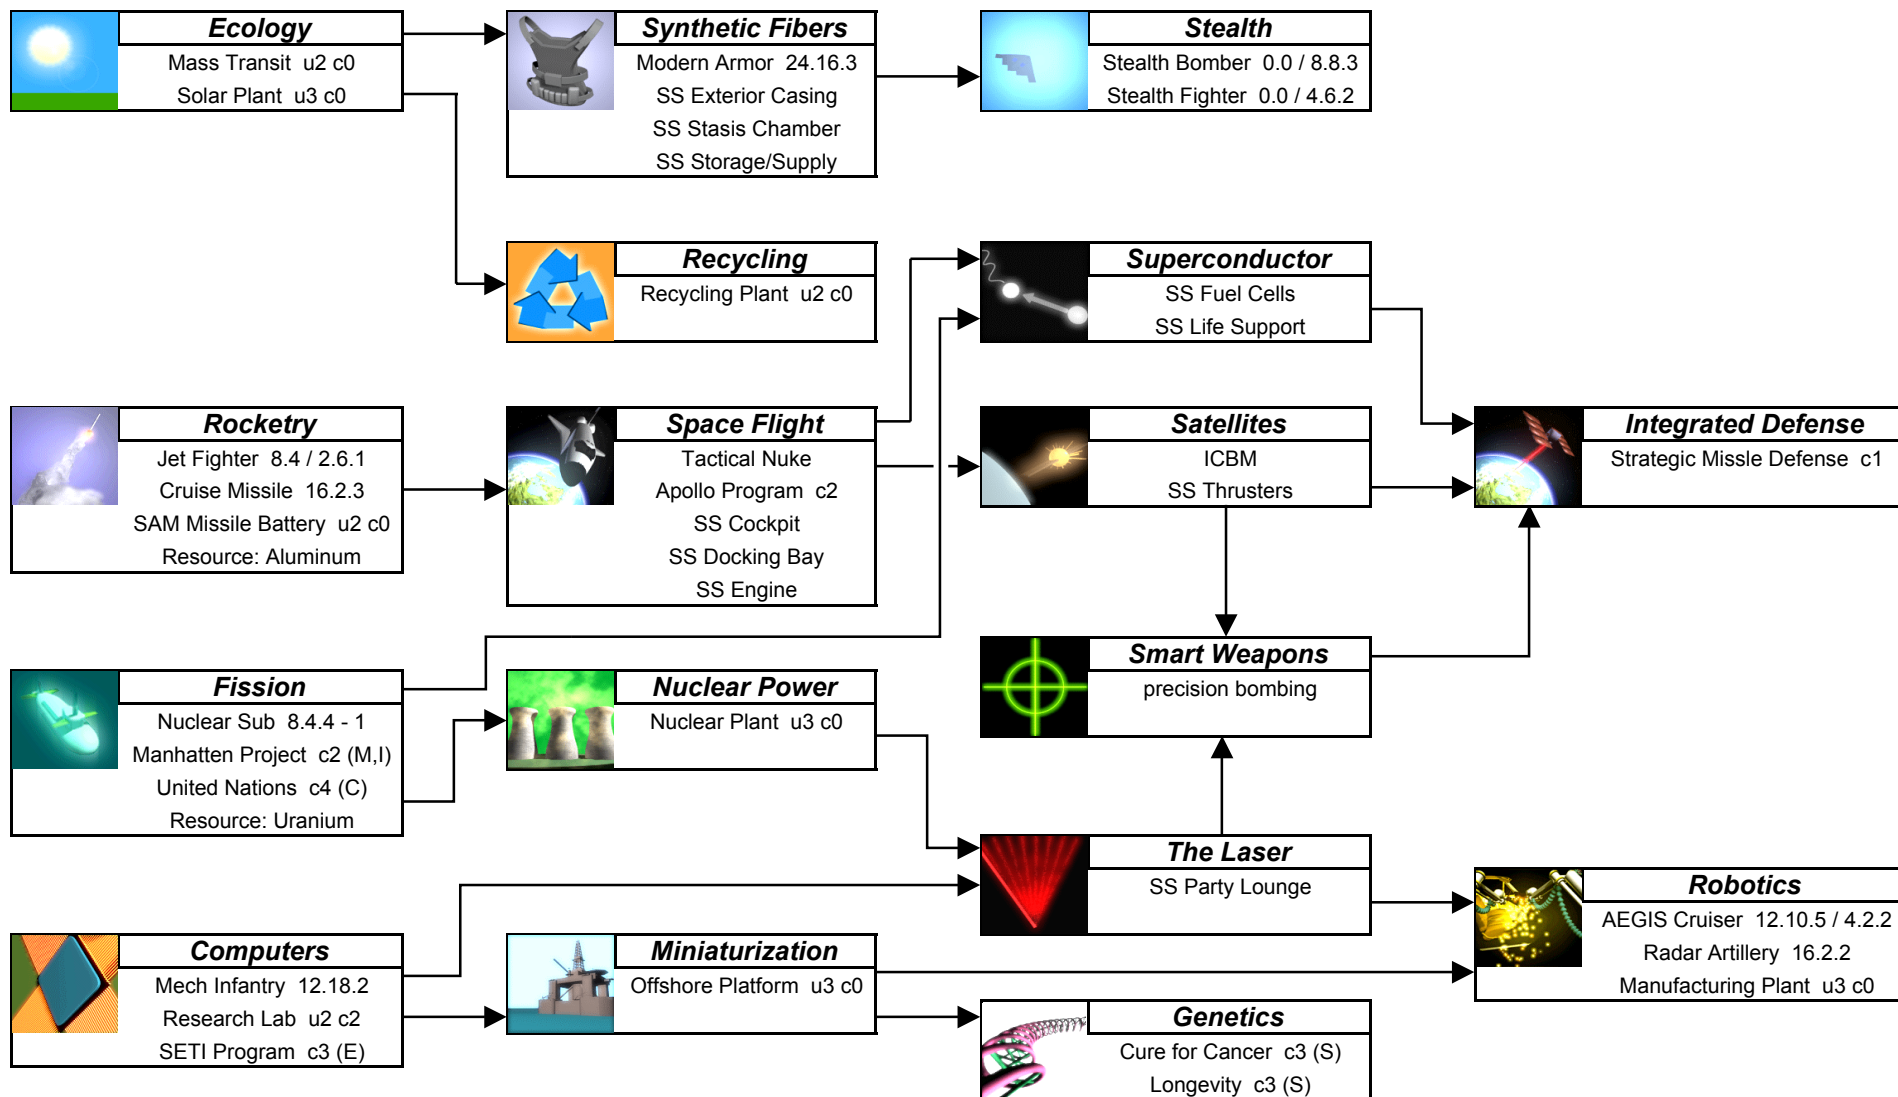 Ecology
Mass Transit u2 c0
Solar Plant u3 c0
Synthetic Fibers
Modern Armor 24.16.3
SS Exterior Casing
SS Stasis Chamber
SS Storage/Supply
Stealth
Stealth Bomber 0.0 / 8.8.3
Stealth Fighter 0.0 / 4.6.2
Recycling
Recycling Plant u2 c0
Superconductor
SS Fuel Cells
SS Life Support
Rocketry
Jet Fighter 8.4 / 2.6.1
Cruise Missile 16.2.3
SAM Missile Battery u2 c0
Resource: Aluminum
Space Flight
Tactical Nuke
Apollo Program c2
SS Cockpit
SS Docking Bay
SS Engine
Satellites
ICBM
SS Thrusters
Integrated Defense
Strategic Missle Defense c1
Fission
Nuclear Sub 8.4.4 - 1
Manhatten Project c2 (M,I)
United Nations c4 (C)
Resource: Uranium
Nuclear Power
Nuclear Plant u3 c0
Smart Weapons
precision bombing
The Laser
SS Party Lounge
Robotics
AEGIS Cruiser 12.10.5 / 4.2.2
Radar Artillery 16.2.2
Manufacturing Plant u3 c0
Computers
Mech Infantry 12.18.2
Research Lab u2 c2
SETI Program c3 (E)
Miniaturization
Offshore Platform u3 c0
Genetics
Cure for Cancer c3 (S)
Longevity c3 (S)